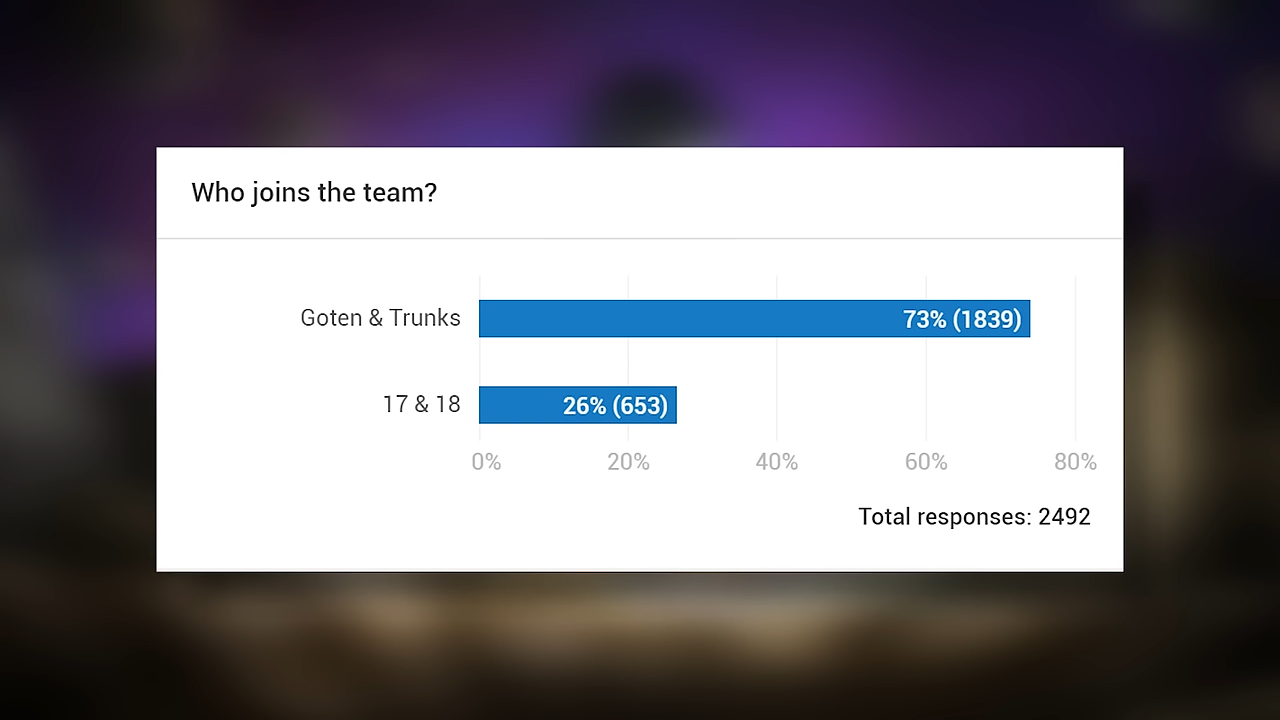 Who joins the team?
Goten & Trunks
73% (1839)
17 & 18
26% (653)
0% 20% 40% 60% 80%
Total responses: 2492